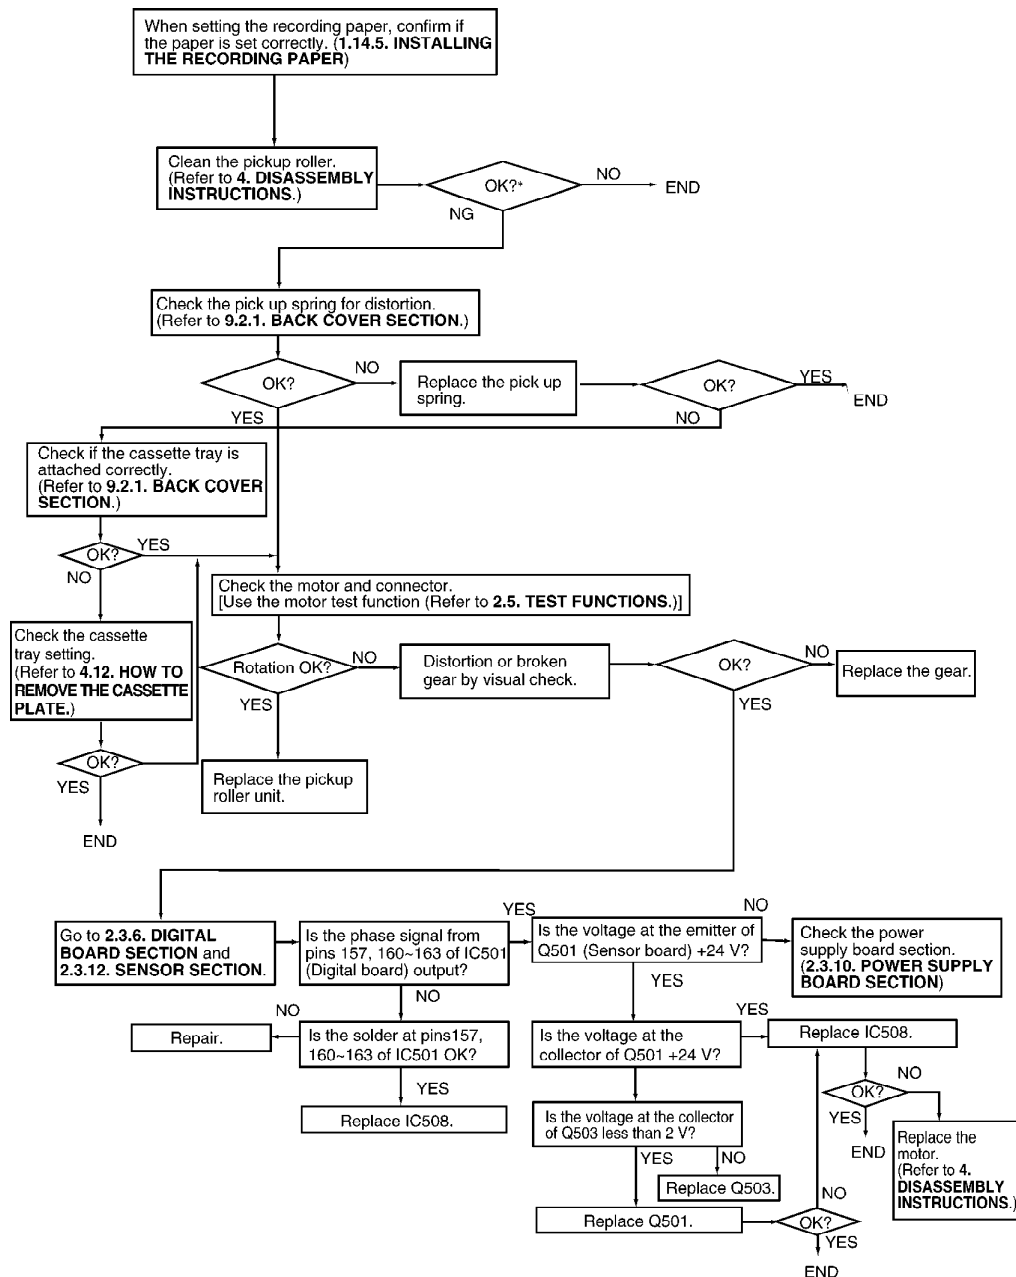 When setting the recording paper, confirm if
the paper is set correctly. (1.14.5. INSTALLING
THE RECORDING PAPER)
Clean the pickup roller.
(Refer to 4. DISASSEMBLY
INSTRUCTIONS.)
OK?*
NO
END
NG
Check the pick up spring for distortion.
(Refer to 9.2.1. BACK COVER SECTION.)
OK?
NO
Replace the pick up
spring.
OK?
YES
END
YES
NO
Check if the cassette tray is
attached correctly.
(Refer to 9.2.1. BACK COVER
SECTION.)
OK?
YES
NO
Check the motor and connector.
[Use the motor test function (Refer to 2.5. TEST FUNCTIONS.)]
Check the cassette
tray setting.
(Refer to 4.12. HOW TO
REMOVE THE CASSETTE
PLATE.)
Rotation OK?
NO
Distortion or broken
gear by visual check.
OK?
NO
Replace the gear.
YES
YES
OK?
YES
END
Replace the pickup
roller unit.
Go to 2.3.6. DIGITAL
BOARD SECTION and
2.3.12. SENSOR SECTION.
Is the phase signal from
pins 157, 160~163 of IC501
(Digital board) output?
YES
Is the voltage at the emitter of
Q501 (Sensor board) +24 V?
NO
Check the power
supply board section.
(2.3.10. POWER SUPPLY
BOARD SECTION)
NO
YES
Repair.
NO
Is the solder at pins157,
160~163 of IC501 OK?
YES
Replace IC508.
Is the voltage at the
collector of Q501 +24 V?
YES
Replace IC508.
OK?
NO
YES
END
Replace the
motor.
(Refer to 4.
DISASSEMBLY
INSTRUCTIONS.)
Is the voltage at the collector
of Q503 less than 2 V?
YES
NO
Replace Q503.
Replace Q501.
OK?
NO
YES
END